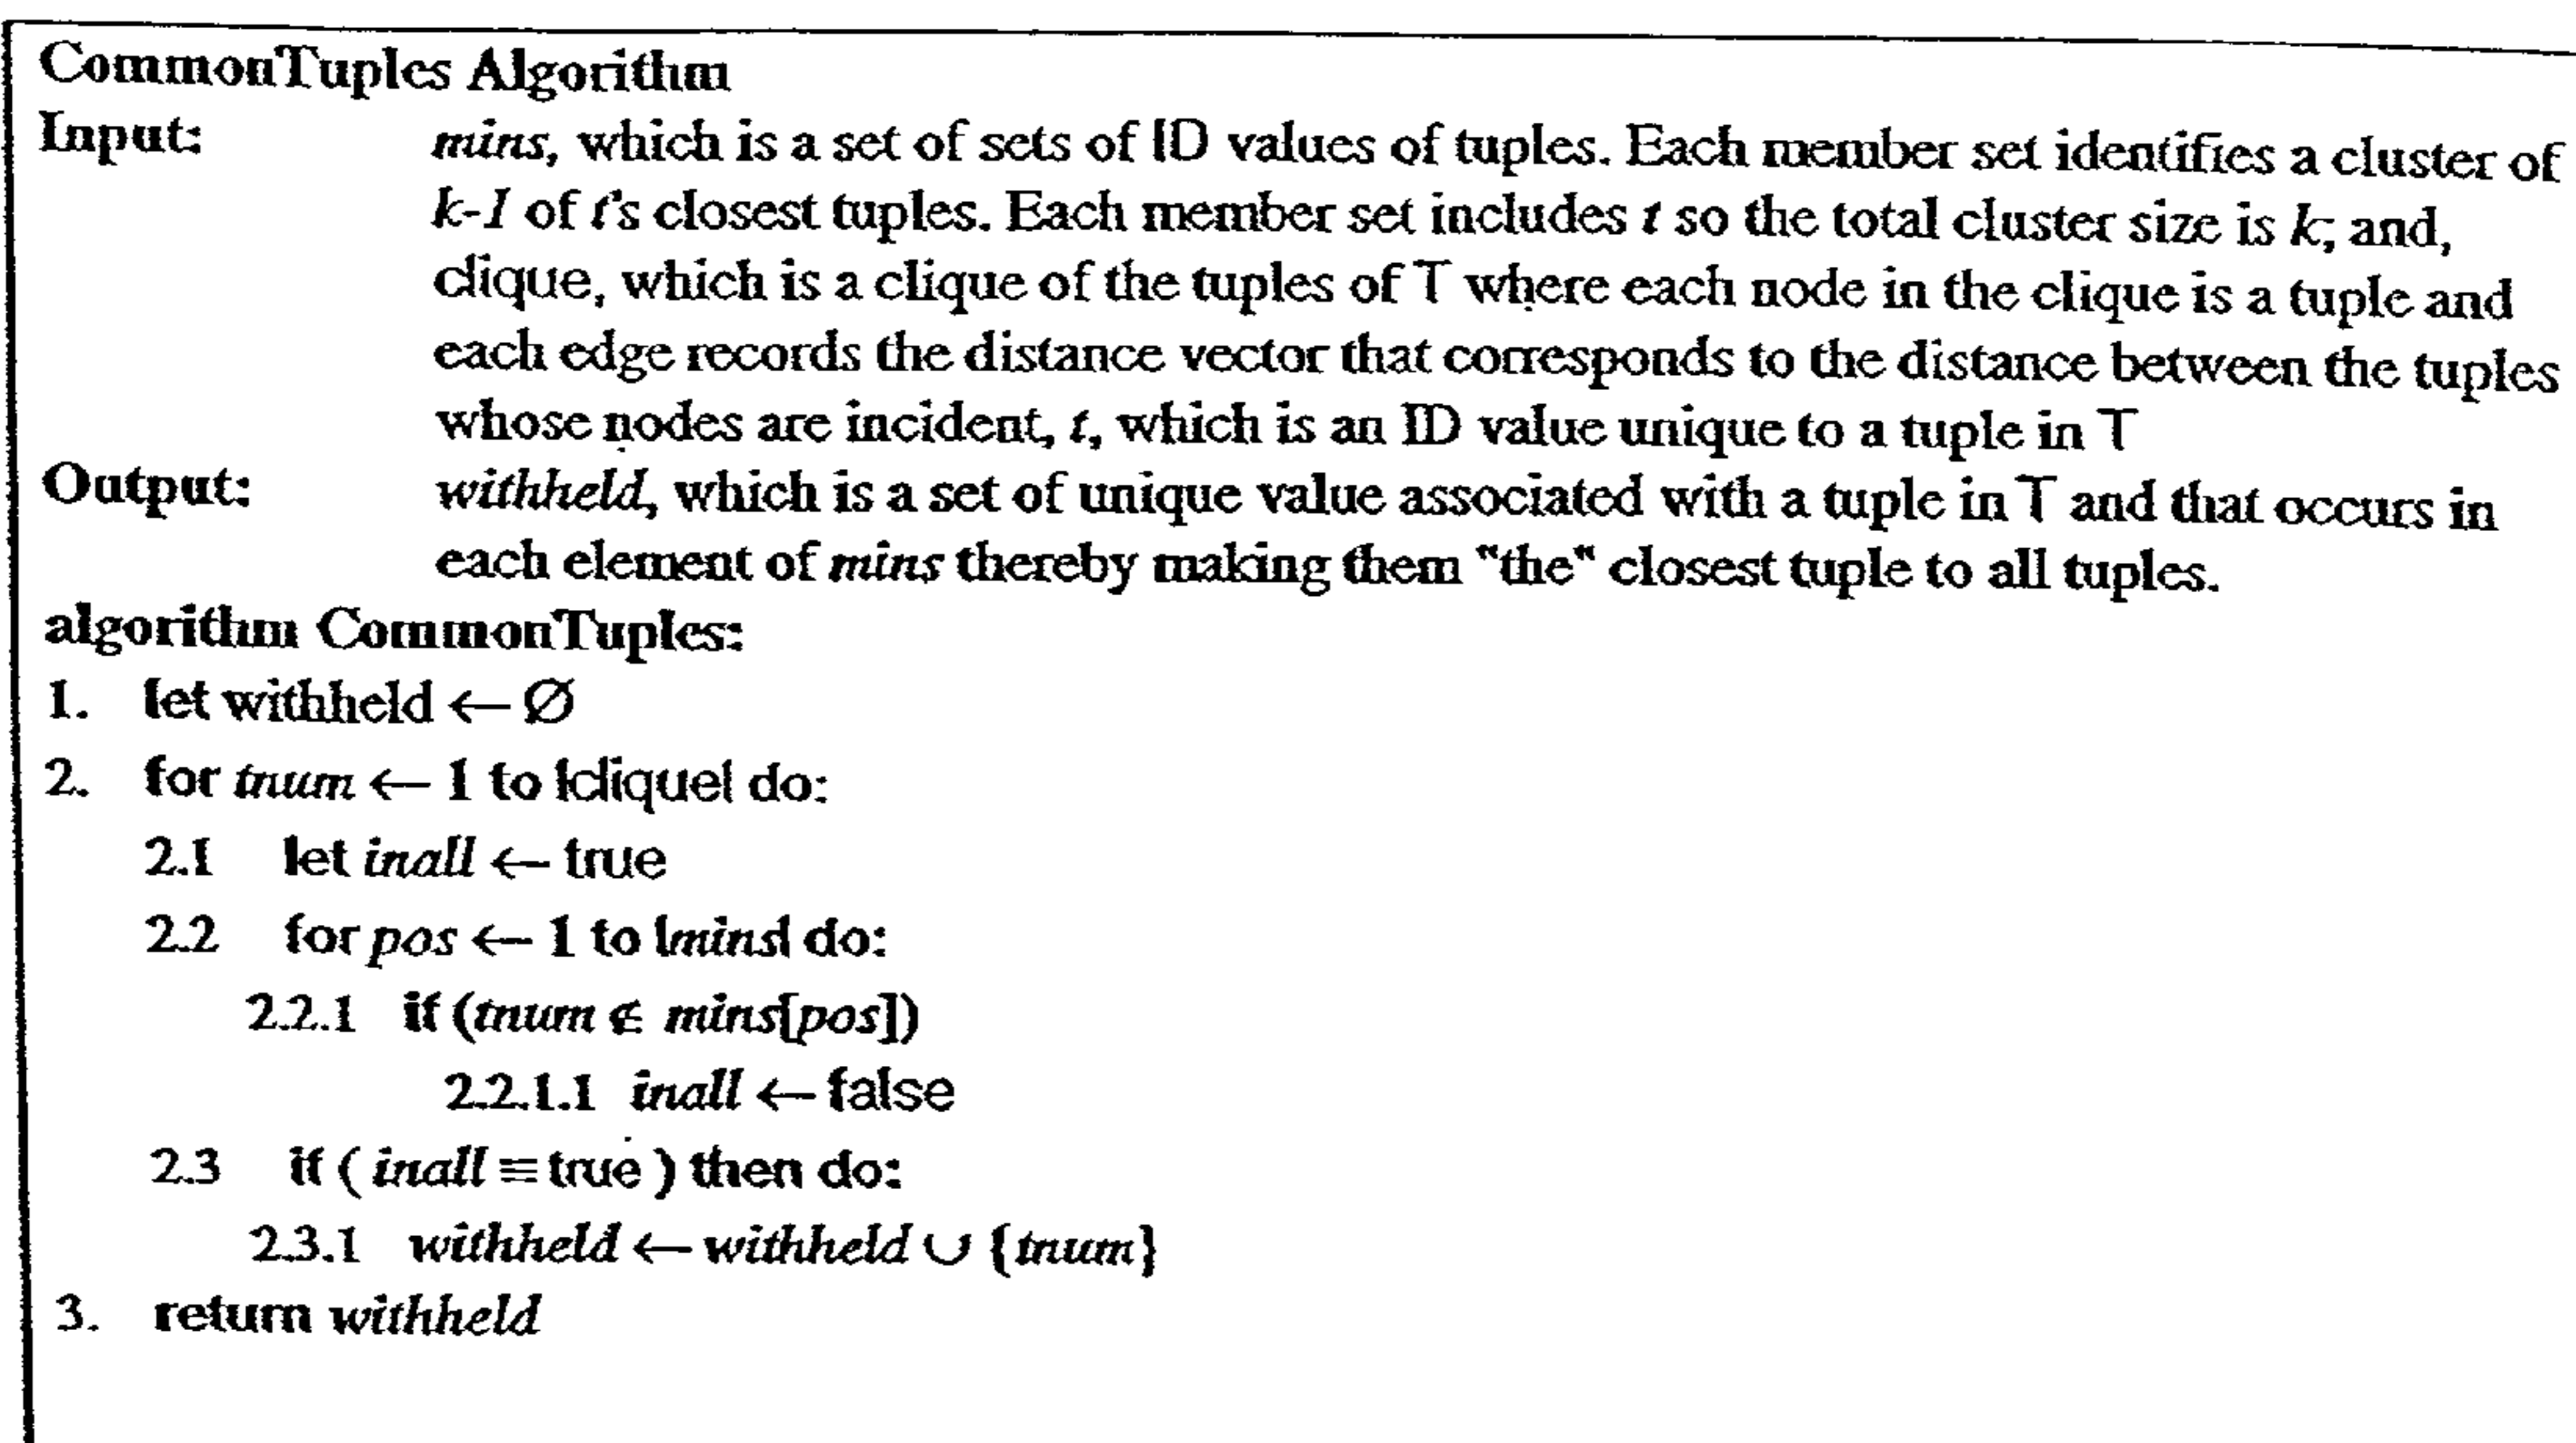 CommonTuples Algorithm
Input: mins, which is a set of sets of ID values of tuples. Each member set identifies a cluster of
k-1 of t's closest tuples. Each member set includes t so the total cluster size is k; and,
clique, which is a clique of the tuples of T where each node in the clique is a tuple and
each edge records the distance vector that corresponds to the distance between the tuples
whose nodes are incident, t, which is an ID value unique to a tuple in T
Output: withheld, which is a set of unique value associated with a tuple in T and that occurs in
each element of mins thereby making them "the" closest tuple to all tuples.
algorithm CommonTuples:
1. let withheld ← ∅
2. for tnum ← 1 to |clique| do:
2.1 let inall ← true
2.2 for pos ← 1 to |mins| do:
2.2.1 if (tnum ∉ mins[pos])
2.2.1.1 inall ← false
2.3 if ( inall ≡ true ) then do:
2.3.1 withheld ← withheld ∪ {tnum}
3. return withheld